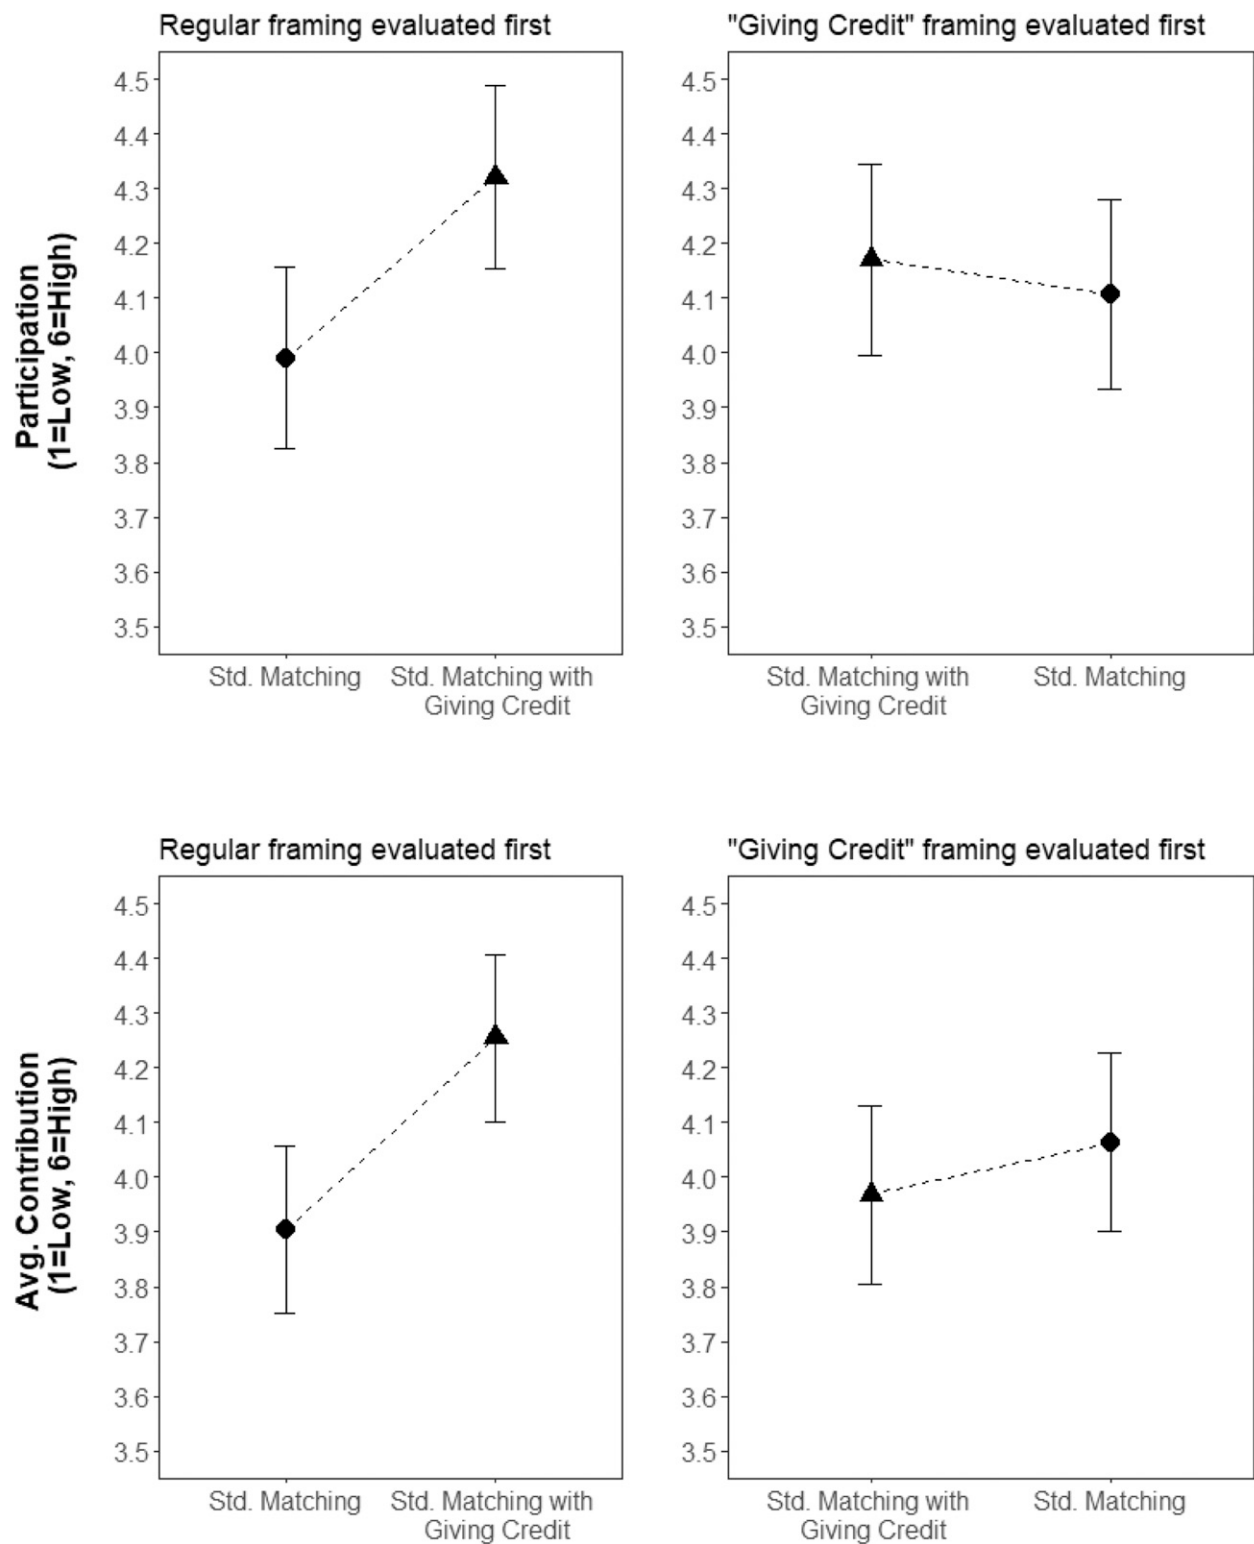 Regular framing evaluated first
"Giving Credit" framing evaluated first
Participation
(1=Low, 6=High)
4.5
4.4
4.3
4.2
4.1
4.0
3.9
3.8
3.7
3.6
3.5
4.5
4.4
4.3
4.2
4.1
4.0
3.9
3.8
3.7
3.6
3.5
Std. Matching
Std. Matching with
Giving Credit
Std. Matching with
Giving Credit
Std. Matching
Regular framing evaluated first
"Giving Credit" framing evaluated first
Avg. Contribution
(1=Low, 6=High)
4.5
4.4
4.3
4.2
4.1
4.0
3.9
3.8
3.7
3.6
3.5
4.5
4.4
4.3
4.2
4.1
4.0
3.9
3.8
3.7
3.6
3.5
Std. Matching
Std. Matching with
Giving Credit
Std. Matching with
Giving Credit
Std. Matching